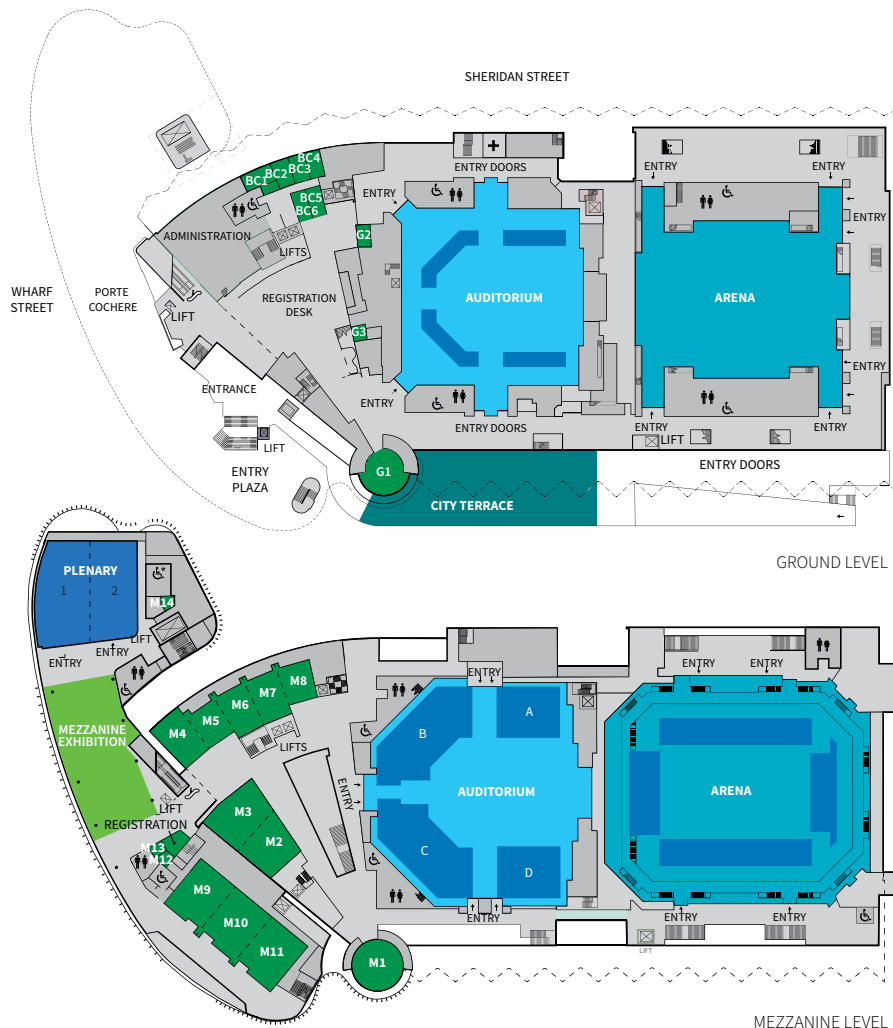 SHERIDAN STREET
BC4
BC3
BC2
BC1
ENTRY DOORS
ENTRY
ENTRY
ENTRY
BC5
BC6
ENTRY
G2
ADMINISTRATION
LIFTS
WHARF
STREET
PORTE
COCHERE
REGISTRATION
DESK
AUDITORIUM
ARENA
LIFT
G3
ENTRY
ENTRANCE
ENTRY
ENTRY DOORS
ENTRY
LIFT
ENTRY
LIFT
ENTRY
PLAZA
G1
ENTRY DOORS
CITY TERRACE
GROUND LEVEL
PLENARY
*
1
2
M14
LIFT
ENTRY
ENTRY
ENTRY
ENTRY
ENTRY
M8
M7
M6
M5
M4
A
B
MEZZANINE
EXHIBITION
LIFTS
ENTRY
AUDITORIUM
ARENA
LIFT
REGISTRATION
M3
M2
M13
M12
C
D
M9
M10
M11
ENTRY
ENTRY
ENTRY
LIFT
M1
MEZZANINE LEVEL